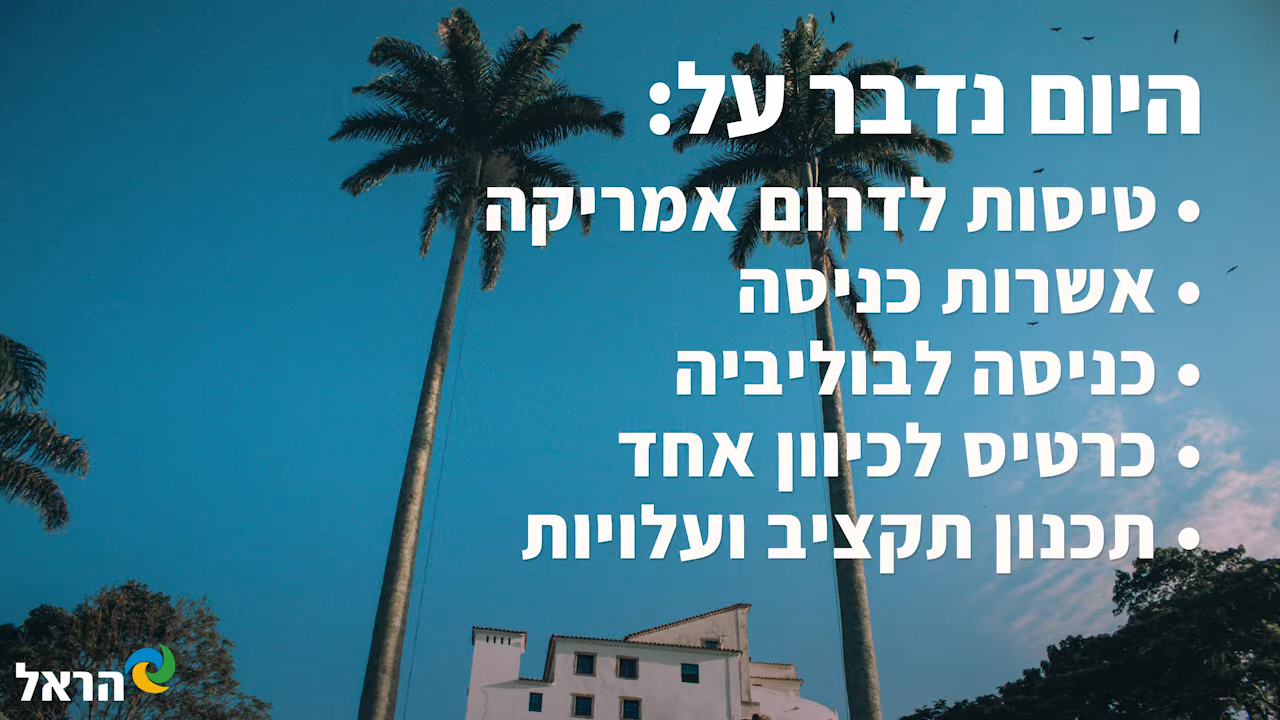 היום נדבר על:
• טיסות לדרום אמריקה
• אשרות כניסה
• כניסה לבוליביה
• כרטיס לכיוון אחד
• תכנון תקציב ועלויות
הראל